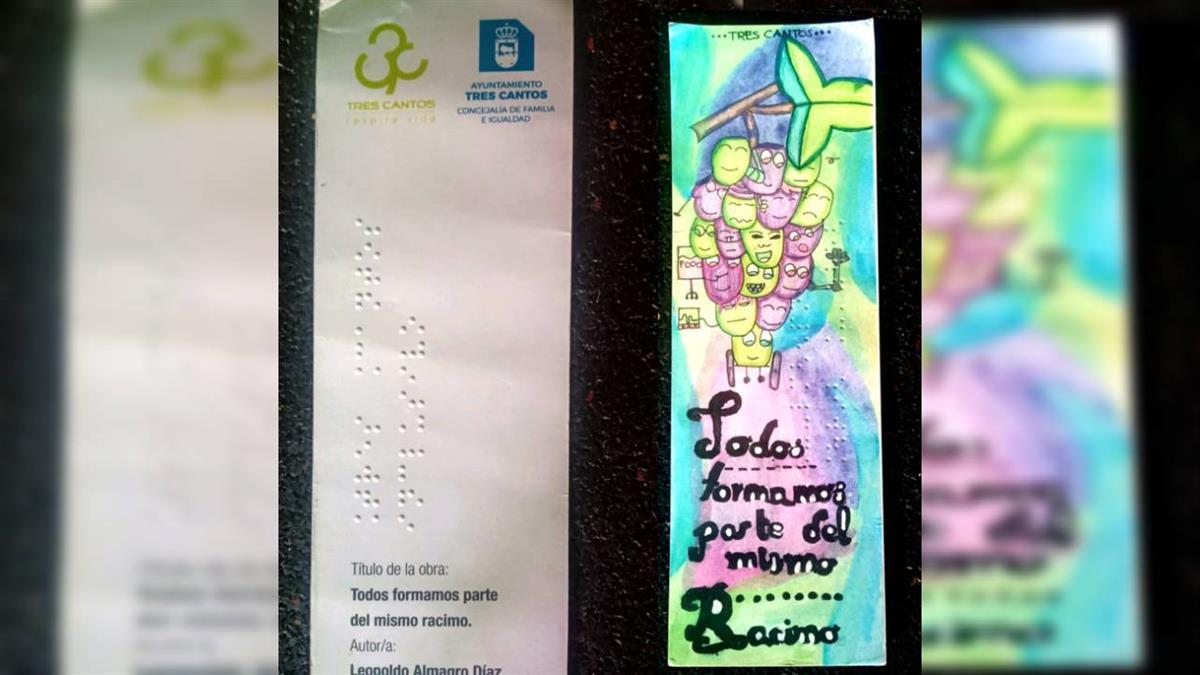 TRES CANTOS
respira vida
AYUNTAMIENTO
TRES CANTOS
CONCEJALÍA DE FAMILIA
E IGUALDAD
Título de la obra:
Todos formamos parte
del mismo racimo.
Autor/a:
Leopoldo Almagro Díaz
...TRES CANTOS...
FOOD
Todos
formamos
parte del
mismo
Racimo